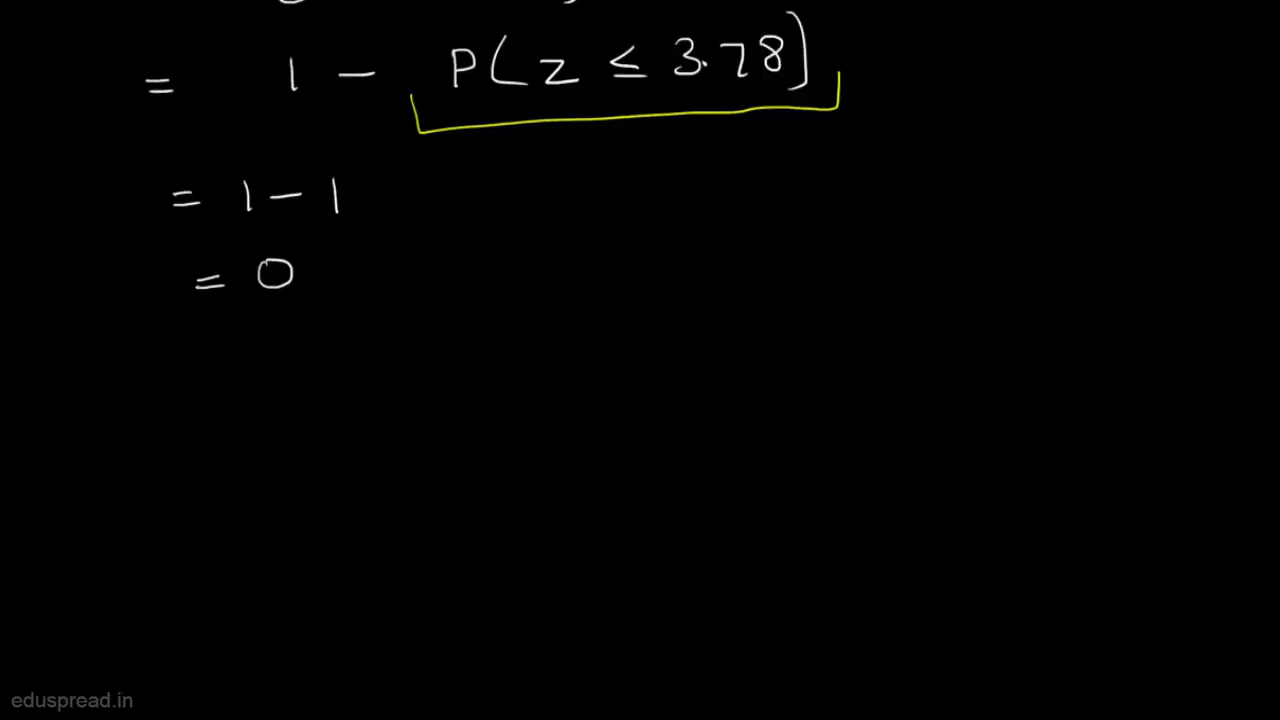 = 1 - P(Z ≤ 3.78)
= 1 - 1
= 0
eduspread.in